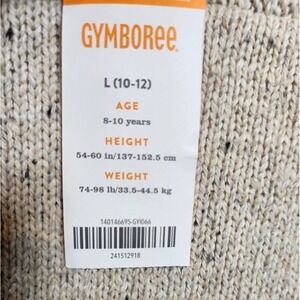 GYMBOREE
L (10-12)
AGE
8-10 years
HEIGHT
54-60 in/137-152.5 cm
WEIGHT
74-98 lb/33.5-44.5 kg
140146695-GYI066
241512918